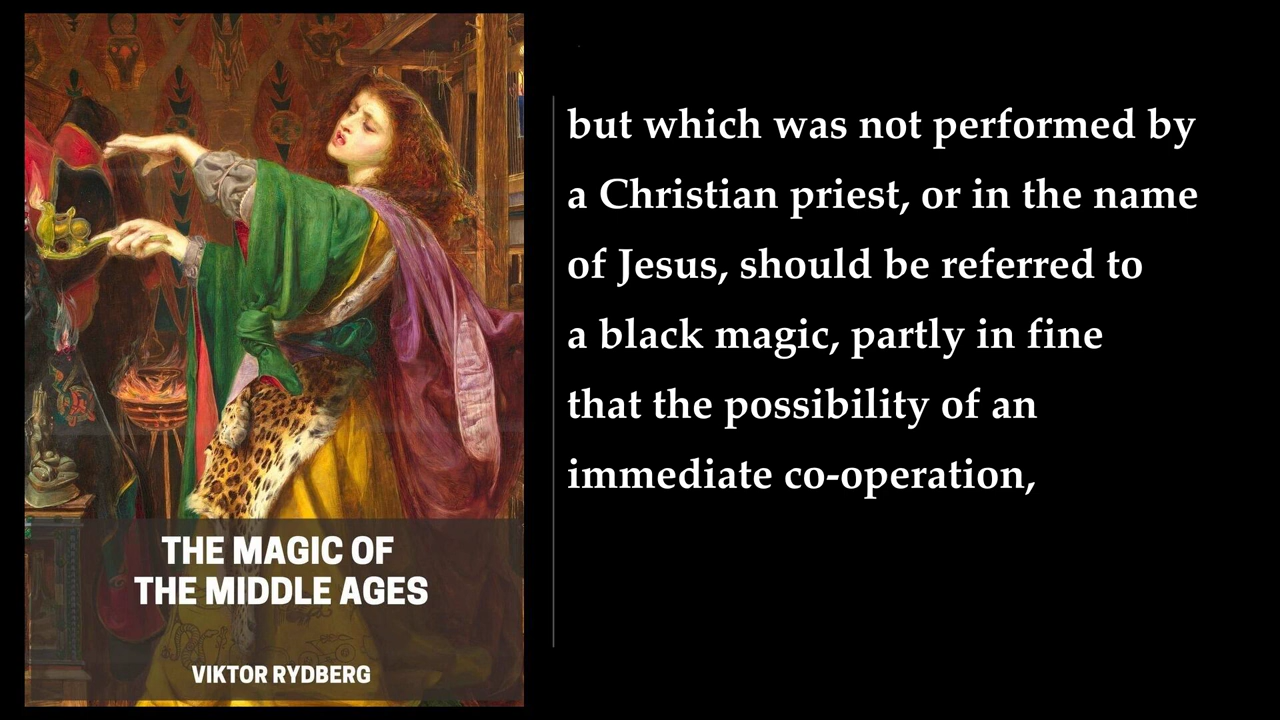 THE MAGIC OF
THE MIDDLE AGES
VIKTOR RYDBERG
but which was not performed by
a Christian priest, or in the name
of Jesus, should be referred to
a black magic, partly in fine
that the possibility of an
immediate co-operation,